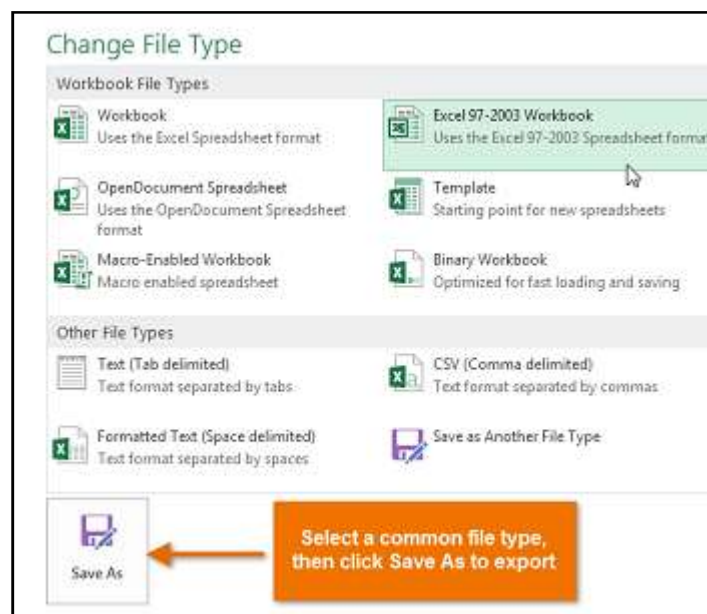 Change File Type
Workbook File Types
Workbook
Uses the Excel Spreadsheet format
Excel 97-2003 Workbook
Uses the Excel 97-2003 Spreadsheet forma
OpenDocument Spreadsheet
Uses the OpenDocument Spreadsheet
format
Template
Starting point for new spreadsheets
Macro-Enabled Workbook
Macro enabled spreadsheet
Binary Workbook
Optimized for fast loading and saving
Other File Types
Text (Tab delimited)
Text format separated by tabs
CSV (Comma delimited)
Text format separated by commas
Formatted Text (Space delimited)
Text format separated by spaces
Save as Another File Type
Save As
Select a common file type,
then click Save As to export